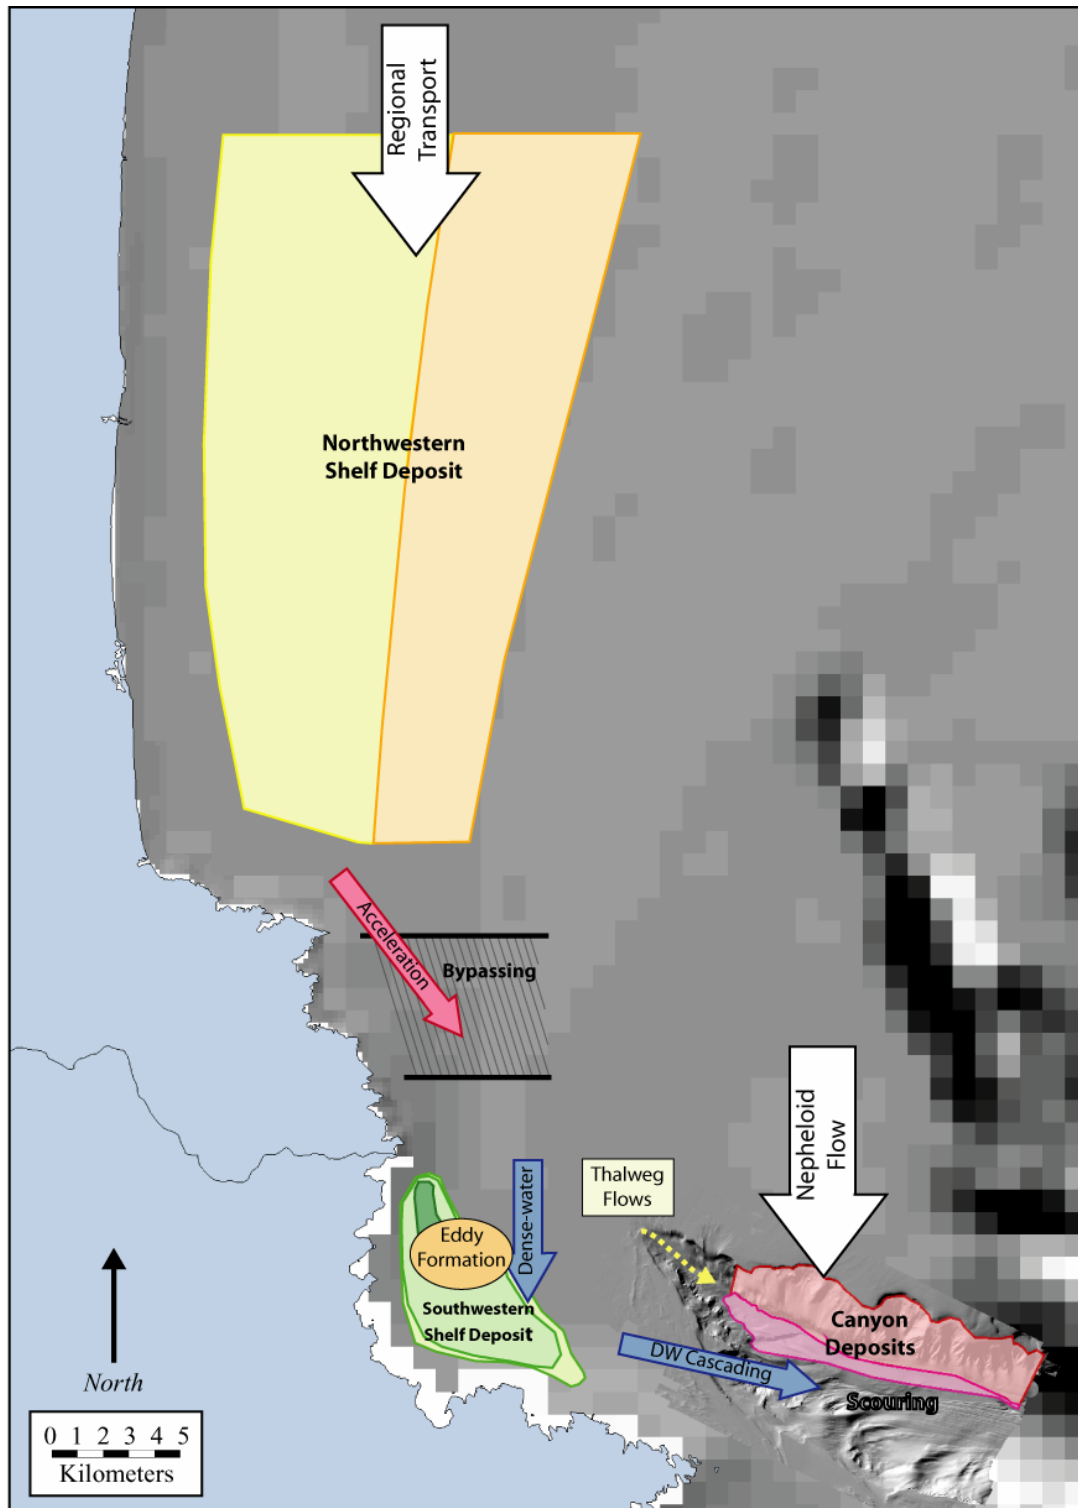 Regional
Transport
Northwestern
Shelf Deposit
Acceleration
Bypassing
Nepheloid
Flow
Thalweg
Flows
Dense-water
Eddy
Formation
Southwestern
Shelf Deposit
Canyon
Deposits
DW Cascading
Scouring
North
0 1 2 3 4 5
Kilometers